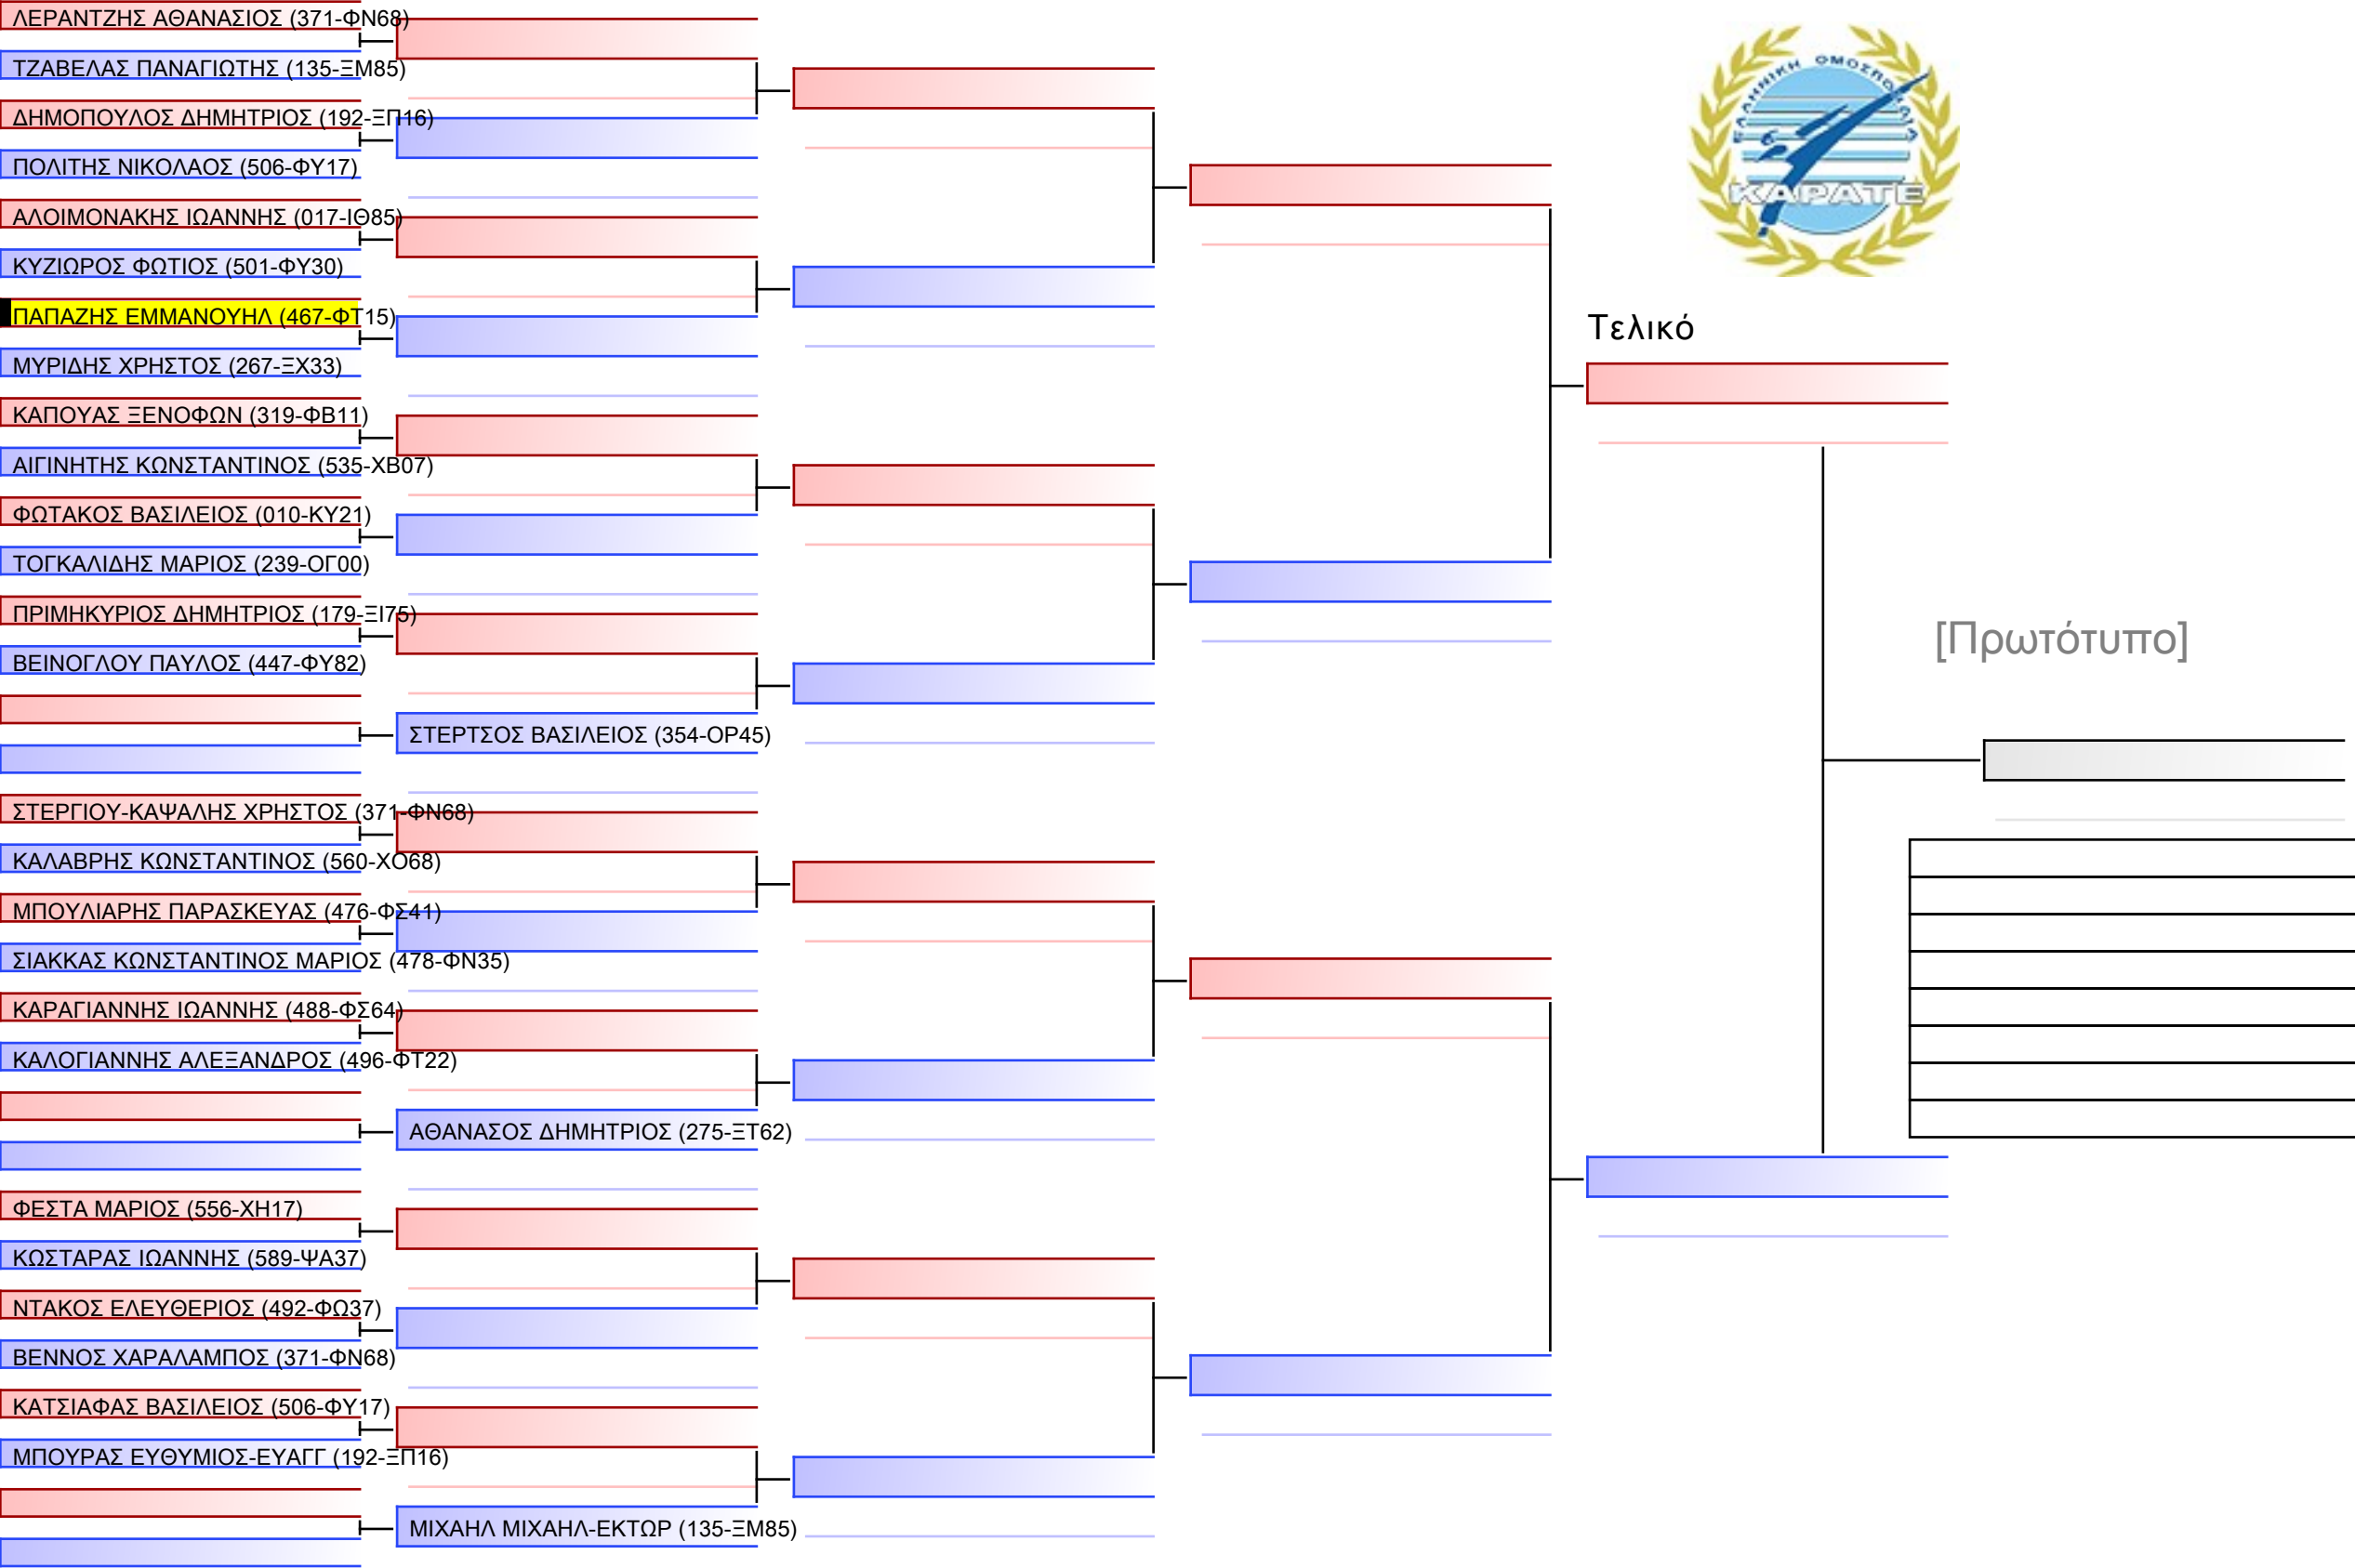 ΛΕΡΑΝΤΖΗΣ ΑΘΑΝΑΣΙΟΣ (371-ΦΝ68)
ΤΖΑΒΕΛΑΣ ΠΑΝΑΓΙΩΤΗΣ (135-ΞΜ85)
ΔΗΜΟΠΟΥΛΟΣ ΔΗΜΗΤΡΙΟΣ (192-ΞΠ16)
ΠΟΛΙΤΗΣ ΝΙΚΟΛΑΟΣ (506-ΦΥ17)
ΑΛΟΙΜΟΝΑΚΗΣ ΙΩΑΝΝΗΣ (017-ΙΘ85)
ΚΥΖΙΩΡΟΣ ΦΩΤΙΟΣ (501-ΦΥ30)
ΠΑΠΑΖΗΣ ΕΜΜΑΝΟΥΗΛ (467-ΦΤ15)
ΜΥΡΙΔΗΣ ΧΡΗΣΤΟΣ (267-ΞΧ33)
ΚΑΠΟΥΑΣ ΞΕΝΟΦΩΝ (319-ΦΒ11)
ΑΙΓΙΝΗΤΗΣ ΚΩΝΣΤΑΝΤΙΝΟΣ (535-ΧΒ07)
ΦΩΤΑΚΟΣ ΒΑΣΙΛΕΙΟΣ (010-ΚΥ21)
ΤΟΓΚΑΛΙΔΗΣ ΜΑΡΙΟΣ (239-ΟΓ00)
ΠΡΙΜΗΚΥΡΙΟΣ ΔΗΜΗΤΡΙΟΣ (179-ΞΙ75)
ΒΕΙΝΟΓΛΟΥ ΠΑΥΛΟΣ (447-ΦΥ82)
ΣΤΕΡΤΣΟΣ ΒΑΣΙΛΕΙΟΣ (354-ΟΡ45)
ΣΤΕΡΓΙΟΥ-ΚΑΨΑΛΗΣ ΧΡΗΣΤΟΣ (371-ΦΝ68)
ΚΑΛΑΒΡΗΣ ΚΩΝΣΤΑΝΤΙΝΟΣ (560-ΧΟ68)
ΜΠΟΥΛΙΑΡΗΣ ΠΑΡΑΣΚΕΥΑΣ (476-ΦΣ41)
ΣΙΑΚΚΑΣ ΚΩΝΣΤΑΝΤΙΝΟΣ ΜΑΡΙΟΣ (478-ΦΝ35)
ΚΑΡΑΓΙΑΝΝΗΣ ΙΩΑΝΝΗΣ (488-ΦΣ64)
ΚΑΛΟΓΙΑΝΝΗΣ ΑΛΕΞΑΝΔΡΟΣ (496-ΦΤ22)
ΑΘΑΝΑΣΟΣ ΔΗΜΗΤΡΙΟΣ (275-ΞΤ62)
ΦΕΣΤΑ ΜΑΡΙΟΣ (556-ΧΗ17)
ΚΩΣΤΑΡΑΣ ΙΩΑΝΝΗΣ (589-ΨΑ37)
ΝΤΑΚΟΣ ΕΛΕΥΘΕΡΙΟΣ (492-ΦΩ37)
ΒΕΝΝΟΣ ΧΑΡΑΛΑΜΠΟΣ (371-ΦΝ68)
ΚΑΤΣΙΑΦΑΣ ΒΑΣΙΛΕΙΟΣ (506-ΦΥ17)
ΜΠΟΥΡΑΣ ΕΥΘΥΜΙΟΣ-ΕΥΑΓΓ (192-ΞΠ16)
ΜΙΧΑΗΛ ΜΙΧΑΗΛ-ΕΚΤΩΡ (135-ΞΜ85)
ΚΑΡΑΤΕ
Τελικό
[Πρωτότυπο]